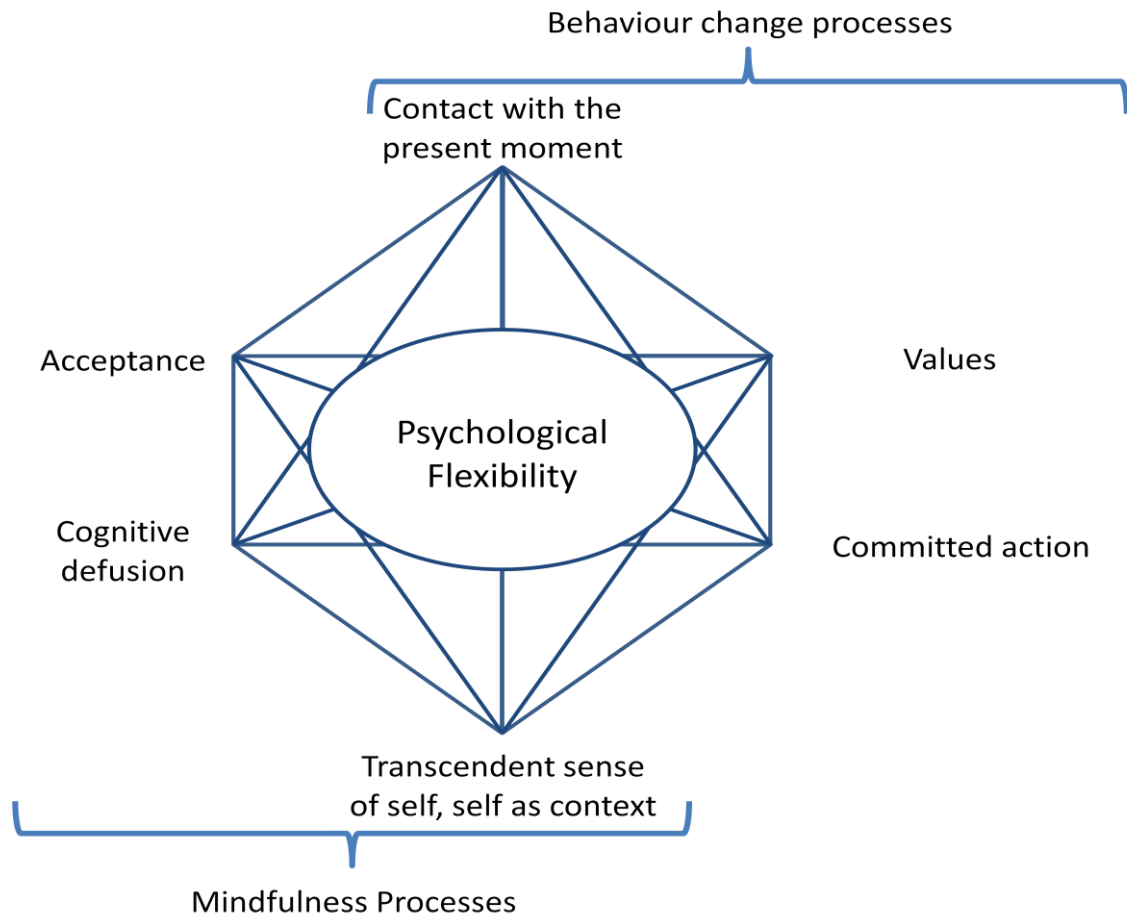 Behaviour change processes
Contact with the
present moment
Acceptance
Values
Psychological
Flexibility
Cognitive
defusion
Committed action
Transcendent sense
of self, self as context
Mindfulness Processes